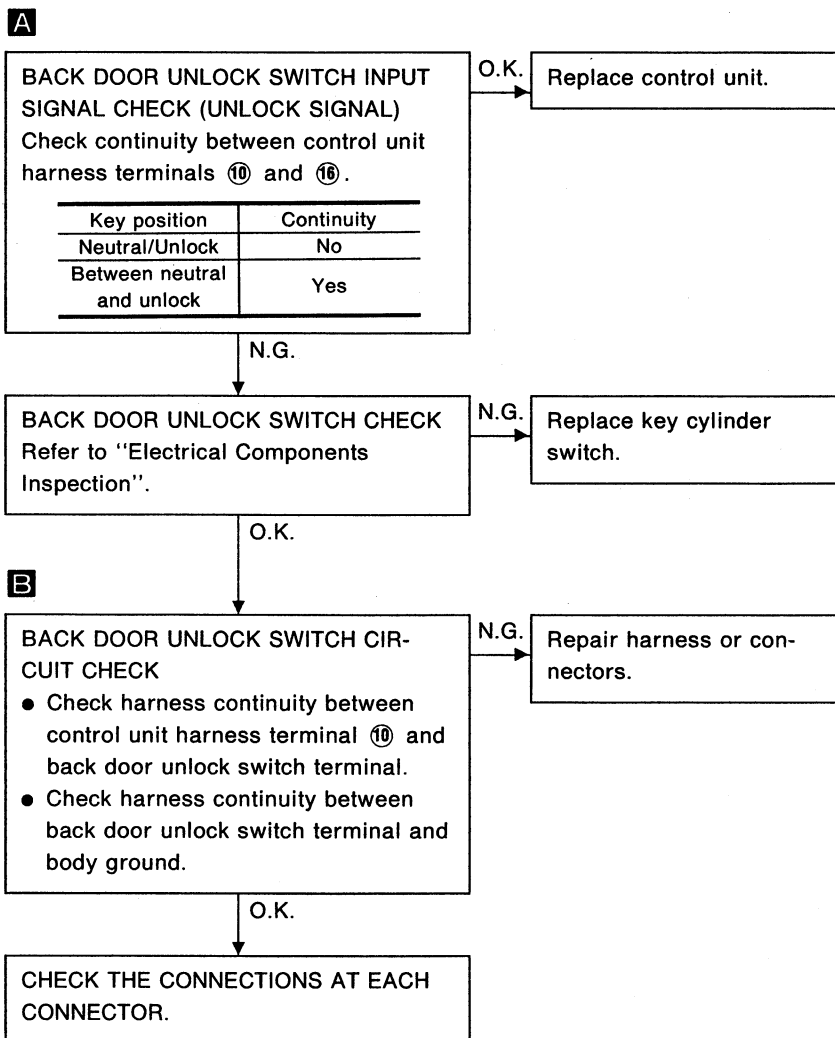 A
BACK DOOR UNLOCK SWITCH INPUT
SIGNAL CHECK (UNLOCK SIGNAL)
Check continuity between control unit
harness terminals ⑩ and ⑯.
Key position Continuity
Neutral/Unlock No
Between neutral
and unlock
Yes
O.K.
Replace control unit.
N.G.
BACK DOOR UNLOCK SWITCH CHECK
Refer to ''Electrical Components
Inspection''.
N.G.
Replace key cylinder
switch.
O.K.
B
BACK DOOR UNLOCK SWITCH CIR-
CUIT CHECK
● Check harness continuity between
control unit harness terminal ⑩ and
back door unlock switch terminal.
● Check harness continuity between
back door unlock switch terminal and
body ground.
N.G.
Repair harness or con-
nectors.
O.K.
CHECK THE CONNECTIONS AT EACH
CONNECTOR.